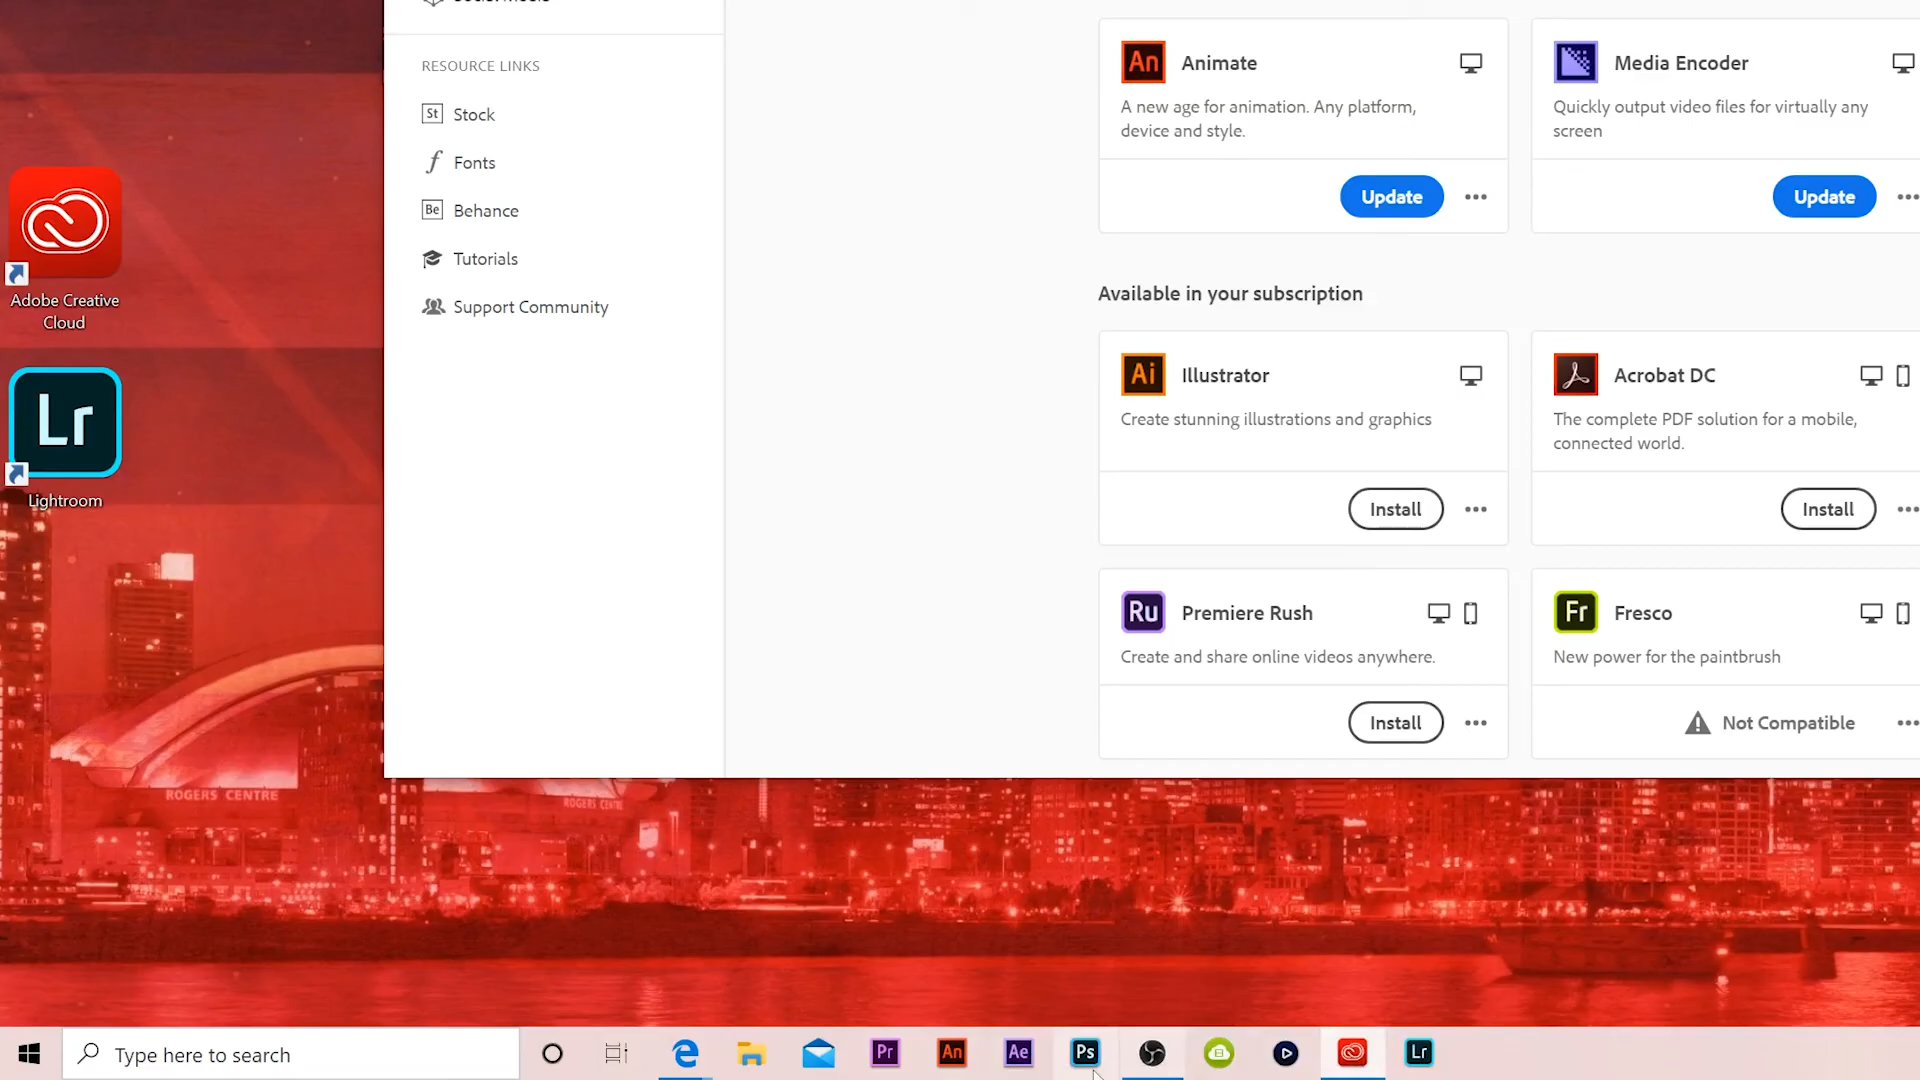 RESOURCE LINKS
St Stock
Fonts
Be Behance
Tutorials
Support Community
An Animate
A new age for animation. Any platform,
device and style.
Update
Media Encoder
Quickly output video files for virtually any
screen
Update
Available in your subscription
Ai Illustrator
Create stunning illustrations and graphics
Install
Acrobat DC
The complete PDF solution for a mobile,
connected world.
Install
Ru Premiere Rush
Create and share online videos anywhere.
Install
Fr Fresco
New power for the paintbrush
Not Compatible
Adobe Creative
Cloud
Lr
Lightroom
ROGERS CENTRE
ROGERS CENTRE
Type here to search
Pr
An
Ae
Ps
Lr